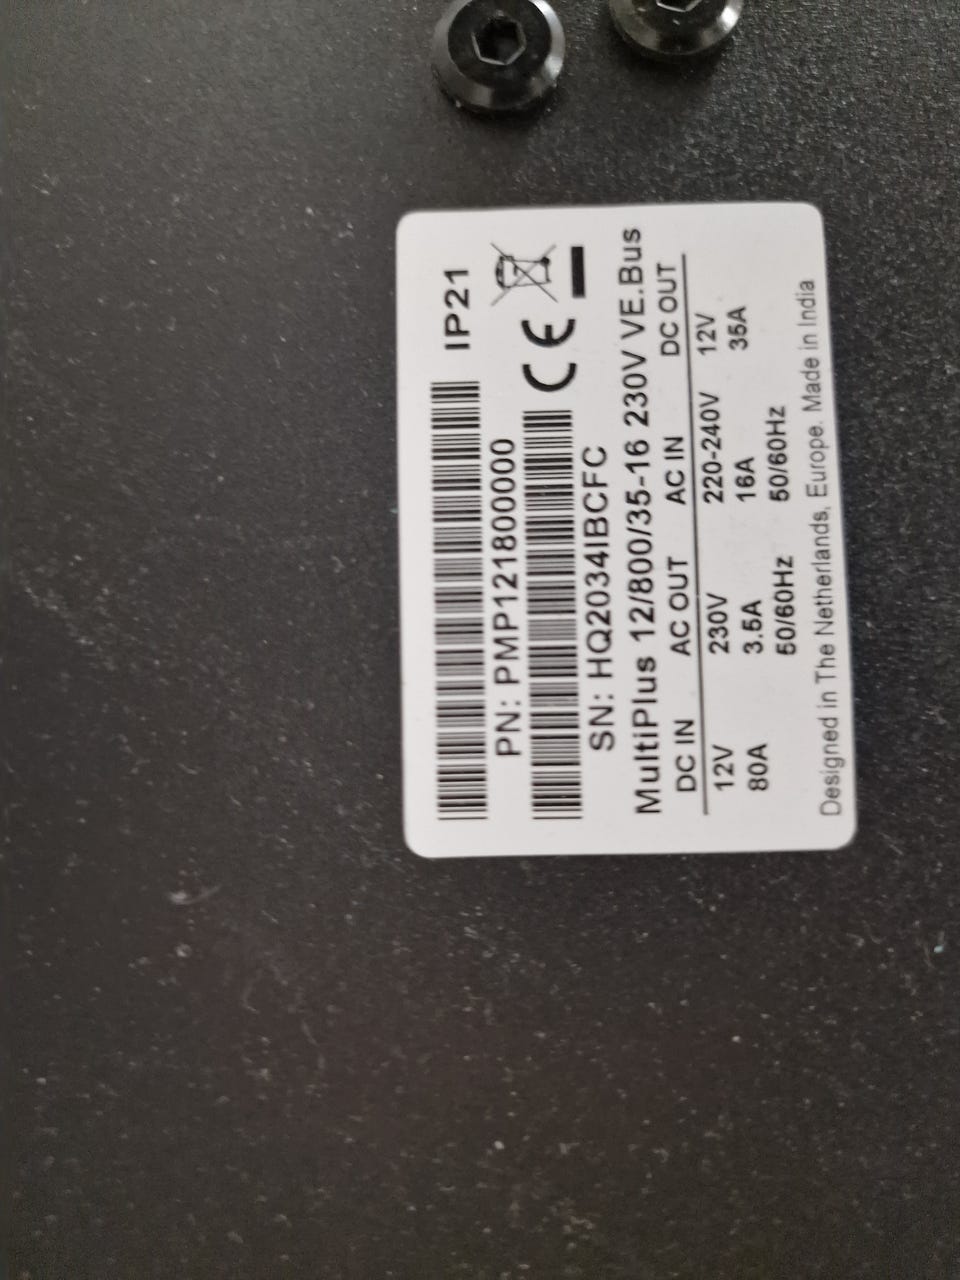 IP21
PN: PMP121800000
CE
SN: HQ2034IBCFC
MultiPlus 12/800/35-16 230V VE.Bus
DC IN AC OUT AC IN DC OUT
12V 230V 220-240V 12V
80A 3.5A 16A 35A
50/60Hz 50/60Hz
Designed in The Netherlands, Europe. Made in India